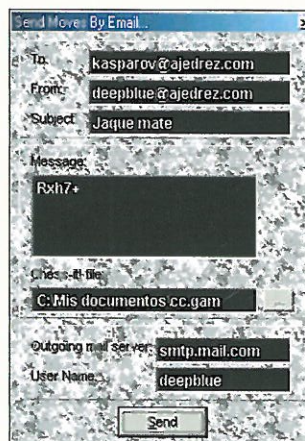 Send Moves By Email...
To: kasparov@ajedrez.com
From: deepblue@ajedrez.com
Subject: Jaque mate
Message:
Rxh7+
Chess-it! file:
C: Mis documentos cc.gam ...
Outgoing mail server: smtp.mail.com
User Name: deepblue
Send